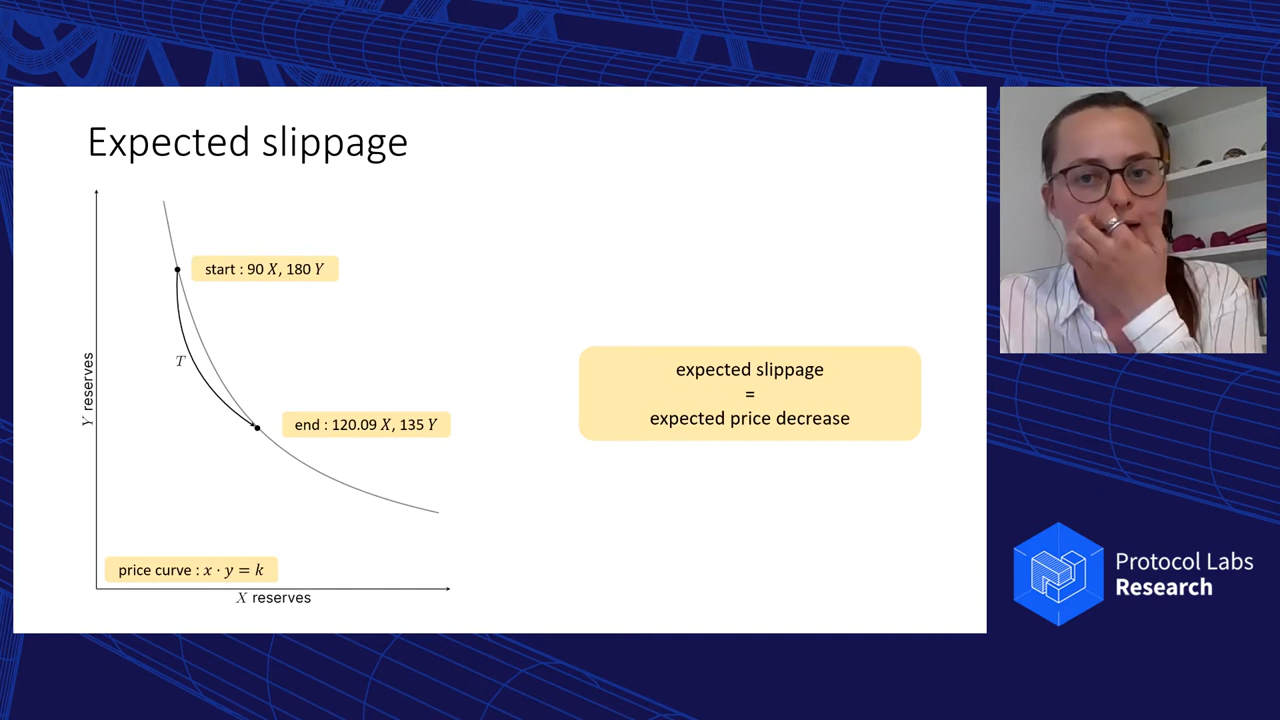 Expected slippage
start : 90 X, 180 Y
T
end : 120.09 X, 135 Y
Y reserves
price curve : x · y = k
X reserves
expected slippage
=
expected price decrease
Protocol Labs
Research